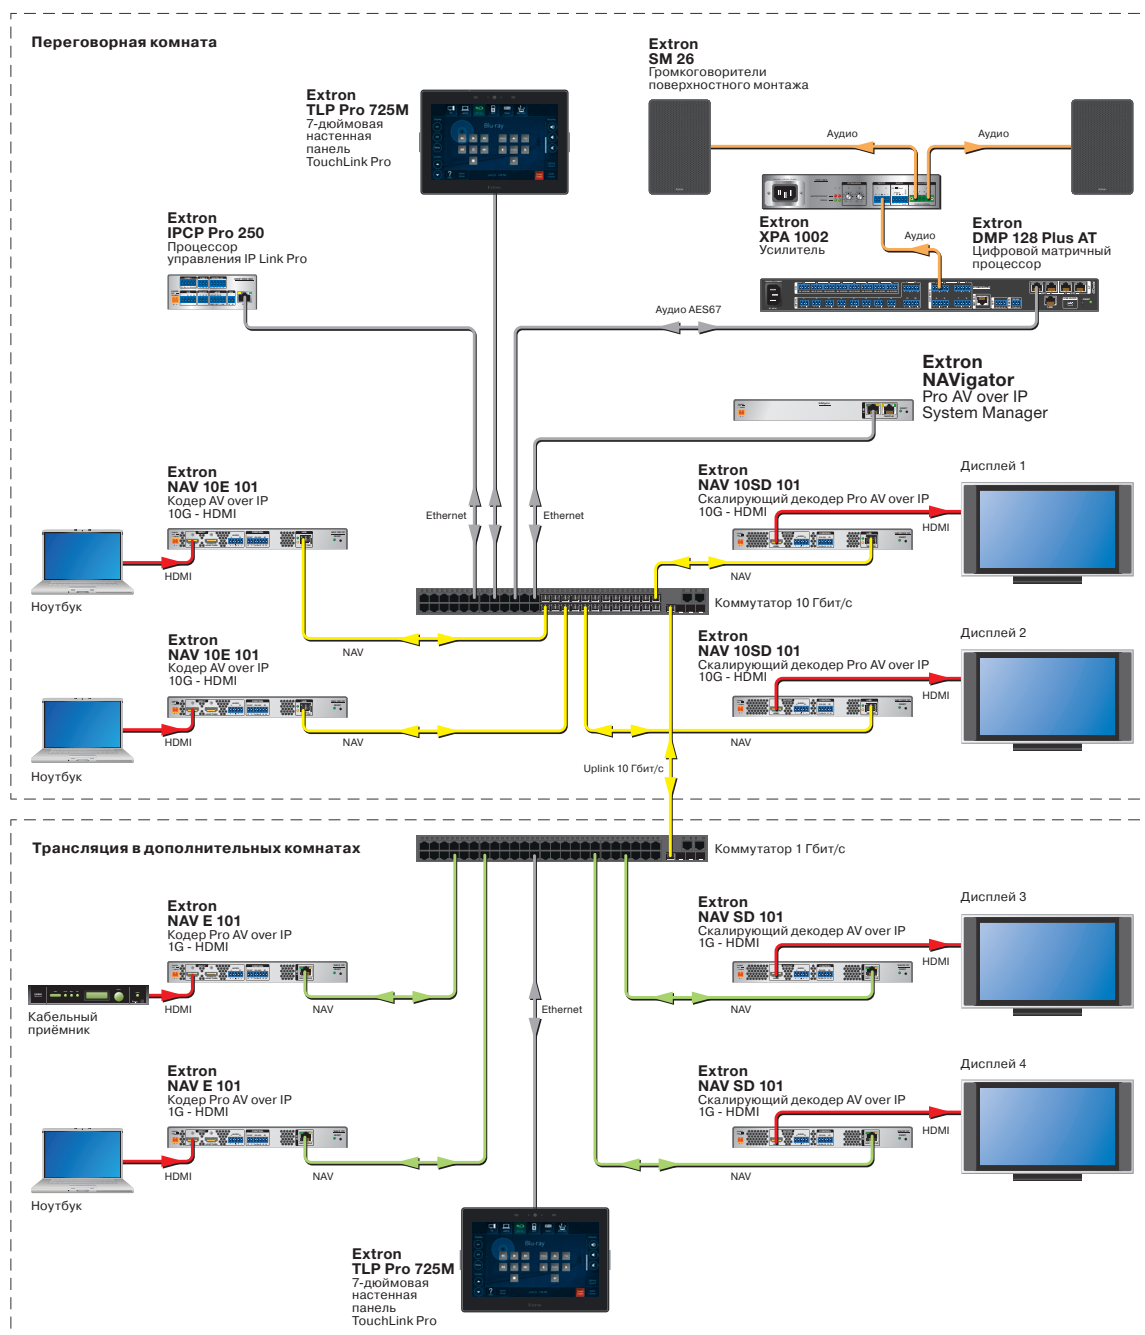 Переговорная комната
Extron
TLP Pro 725M
7-дюймовая
настенная
панель
TouchLink Pro
Extron
SM 26
Громкоговорители
поверхностного монтажа
Аудио
Аудио
Extron
IPCP Pro 250
Процессор
управления IP Link Pro
Extron
XPA 1002
Усилитель
Аудио
Extron
DMP 128 Plus AT
Цифровой матричный
процессор
Аудио AES67
Extron
NAVigator
Pro AV over IP
System Manager
Extron
NAV 10E 101
Кодер AV over IP
10G - HDMI
HDMI
Ноутбук
NAV
Ethernet
Ethernet
Extron
NAV 10SD 101
Скалирующий декодер Pro AV over IP
10G - HDMI
HDMI
NAV
Дисплей 1
Коммутатор 10 Гбит/с
Extron
NAV 10E 101
Кодер AV over IP
10G - HDMI
HDMI
Ноутбук
NAV
Extron
NAV 10SD 101
Скалирующий декодер Pro AV over IP
10G - HDMI
HDMI
NAV
Дисплей 2
Uplink 10 Гбит/с
Трансляция в дополнительных комнатах
Коммутатор 1 Гбит/с
Extron
NAV E 101
Кодер Pro AV over IP
1G - HDMI
HDMI
Кабельный
приёмник
NAV
Ethernet
Extron
NAV SD 101
Скалирующий декодер AV over IP
1G - HDMI
HDMI
NAV
Дисплей 3
Extron
NAV E 101
Кодер Pro AV over IP
1G - HDMI
HDMI
Ноутбук
NAV
Extron
NAV SD 101
Скалирующий декодер AV over IP
1G - HDMI
HDMI
NAV
Дисплей 4
Extron
TLP Pro 725M
7-дюймовая
настенная
панель
TouchLink Pro
Blu-ray
Blu-ray